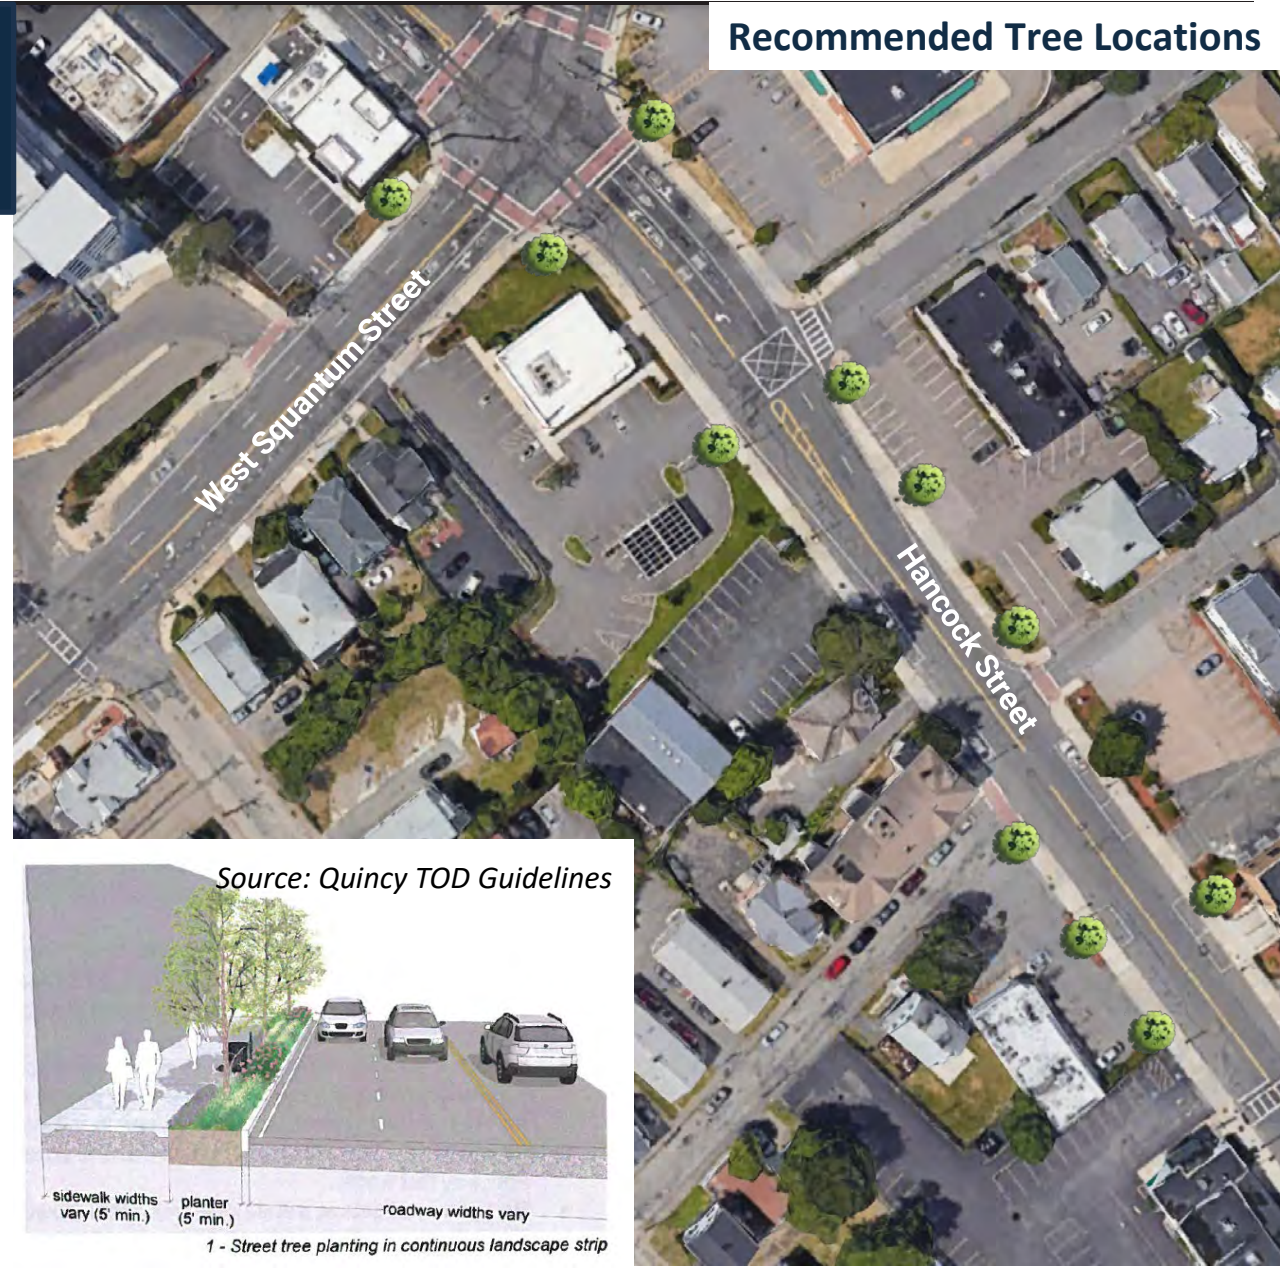 Recommended Tree Locations
West Squantum Street
Hancock Street
Source: Quincy TOD Guidelines
sidewalk widths
vary (5' min.)
planter
(5' min.)
roadway widths vary
1 - Street tree planting in continuous landscape strip